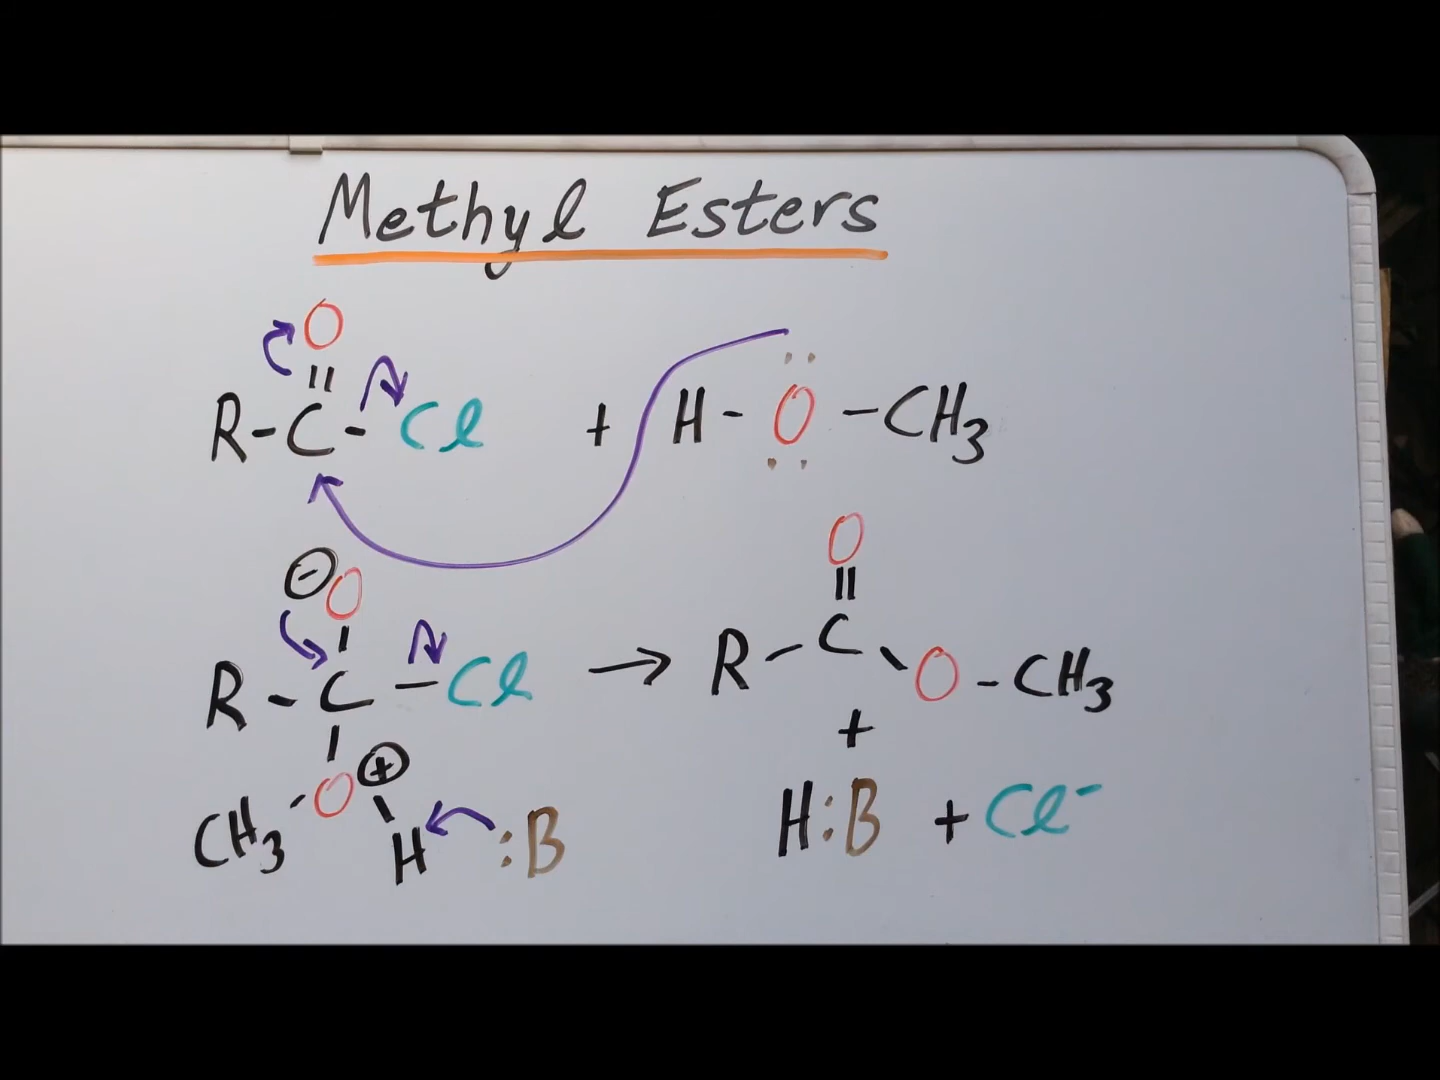 Methyl Esters
O
||
R-C-Cl + H-O-CH3
O
||
⊖O
R-C-Cl → R-C-O-CH3
+
CH3-O⊕-H :B
H:B + Cl-